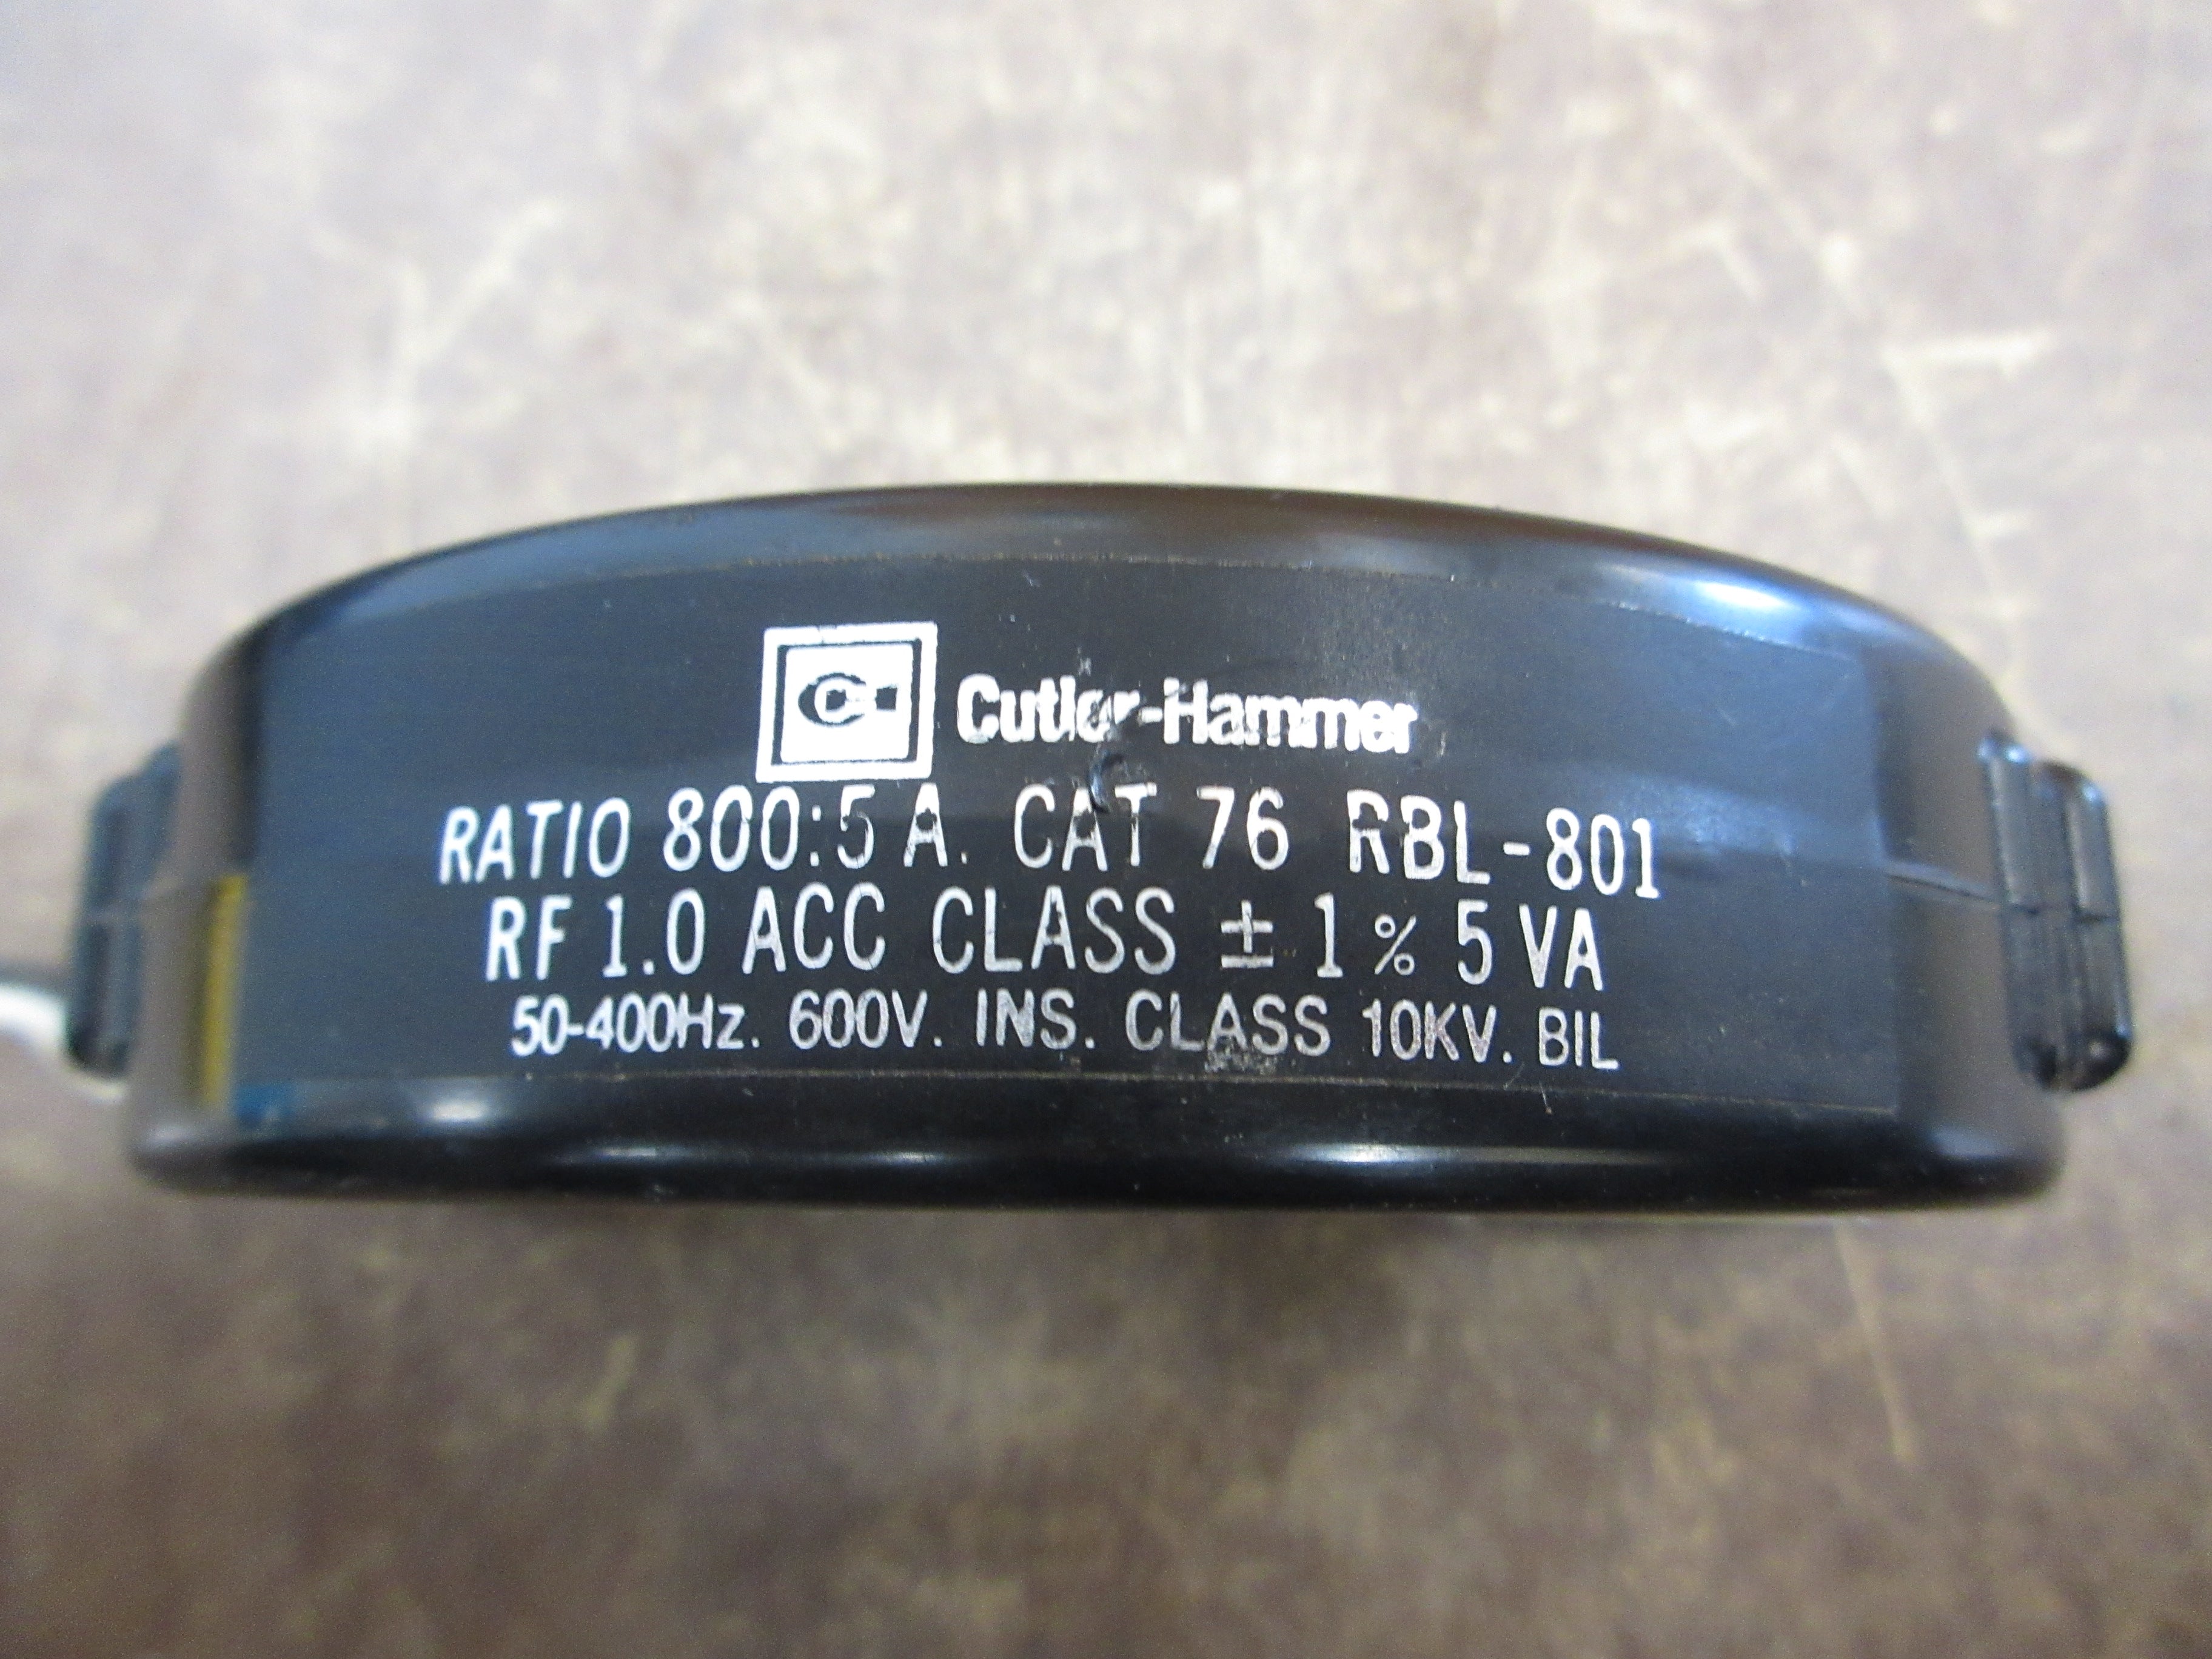 CH Cutler-Hammer
RATIO 800:5 A. CAT 76 RBL-801
RF 1.0 ACC CLASS ± 1 % 5 VA
50-400Hz. 600V. INS. CLASS 10KV. BIL